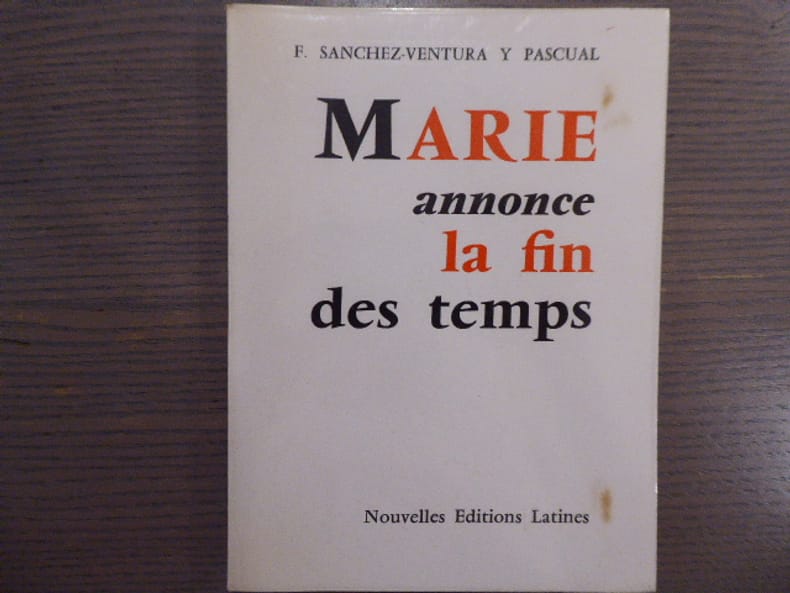 F. SANCHEZ-VENTURA Y PASCUAL
MARIE
annonce
la fin
des temps
Nouvelles Editions Latines